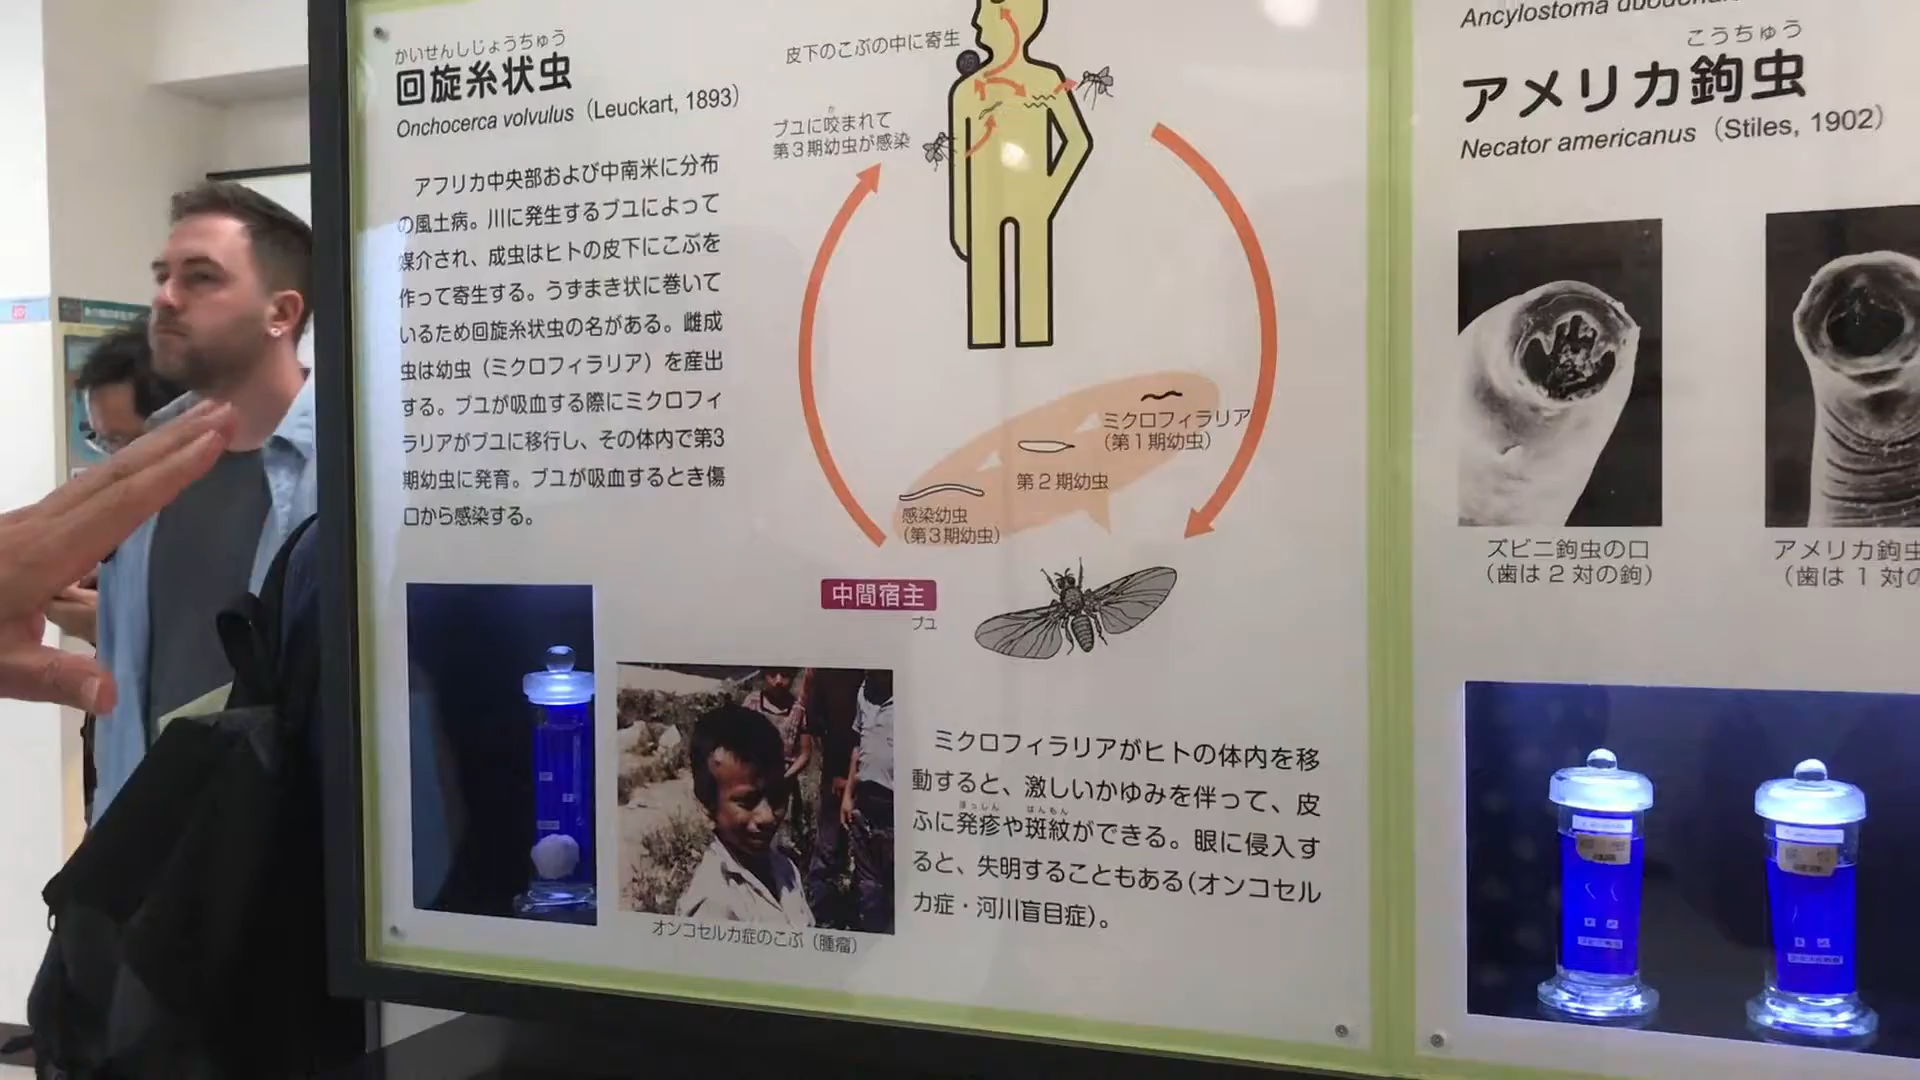 かいせんしじょうちゅう
回旋糸状虫
Onchocerca volvulus（Leuckart, 1893）
アフリカ中央部および中南米に分布
の風土病。川に発生するブユによって
媒介され、成虫はヒトの皮下にこぶを
作って寄生する。うずまき状に巻いて
いるため回旋糸状虫の名がある。雌成
虫は幼虫（ミクロフィラリア）を産出
する。ブユが吸血する際にミクロフィ
ラリアがブユに移行し、その体内で第3
期幼虫に発育。ブユが吸血するとき傷
口から感染する。
皮下のこぶの中に寄生
か
ブユに咬まれて
第３期幼虫が感染
ミクロフィラリア
（第１期幼虫）
第２期幼虫
感染幼虫
（第３期幼虫）
中間宿主
ブユ
オンコセルカ症のこぶ（腫瘤）
ミクロフィラリアがヒトの体内を移
動すると、激しいかゆみを伴って、皮
ほっしん はんもん
ふに発疹や斑紋ができる。眼に侵入す
ると、失明することもある（オンコセル
カ症・河川盲目症）。
Ancylostoma
こうちゅう
アメリカ鉤虫
Necator americanus（Stiles, 1902）
ズビニ鉤虫の口
（歯は２対の鉤）
アメリカ鉤虫
（歯は１対の